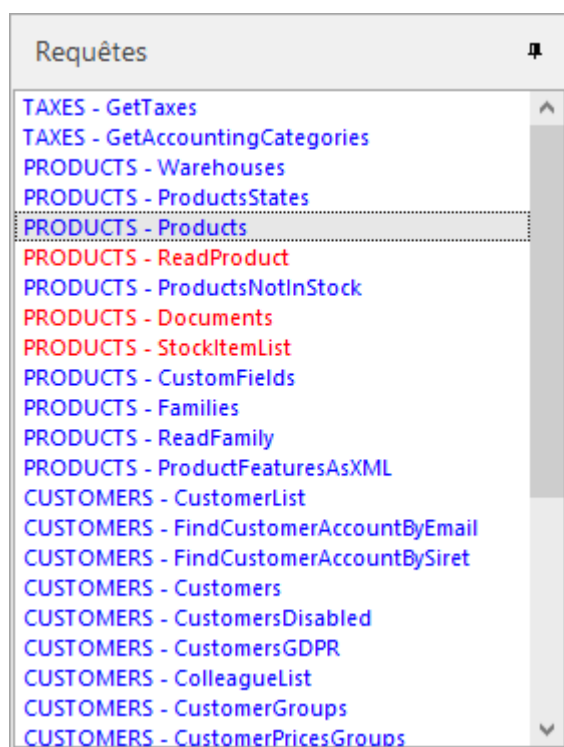 Requêtes
TAXES - GetTaxes
TAXES - GetAccountingCategories
PRODUCTS - Warehouses
PRODUCTS - ProductsStates
PRODUCTS - Products
PRODUCTS - ReadProduct
PRODUCTS - ProductsNotInStock
PRODUCTS - Documents
PRODUCTS - StockItemList
PRODUCTS - CustomFields
PRODUCTS - Families
PRODUCTS - ReadFamily
PRODUCTS - ProductFeaturesAsXML
CUSTOMERS - CustomerList
CUSTOMERS - FindCustomerAccountByEmail
CUSTOMERS - FindCustomerAccountBySiret
CUSTOMERS - Customers
CUSTOMERS - CustomersDisabled
CUSTOMERS - CustomersGDPR
CUSTOMERS - ColleagueList
CUSTOMERS - CustomerGroups
CUSTOMERS - CustomerPricesGroups